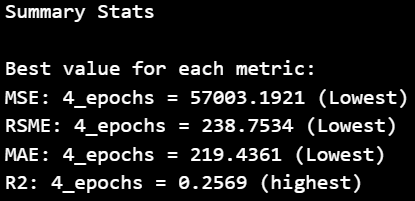 Summary Stats
Best value for each metric:
MSE: 4_epochs = 57003.1921 (Lowest)
RSME: 4_epochs = 238.7534 (Lowest)
MAE: 4_epochs = 219.4361 (Lowest)
R2: 4_epochs = 0.2569 (highest)